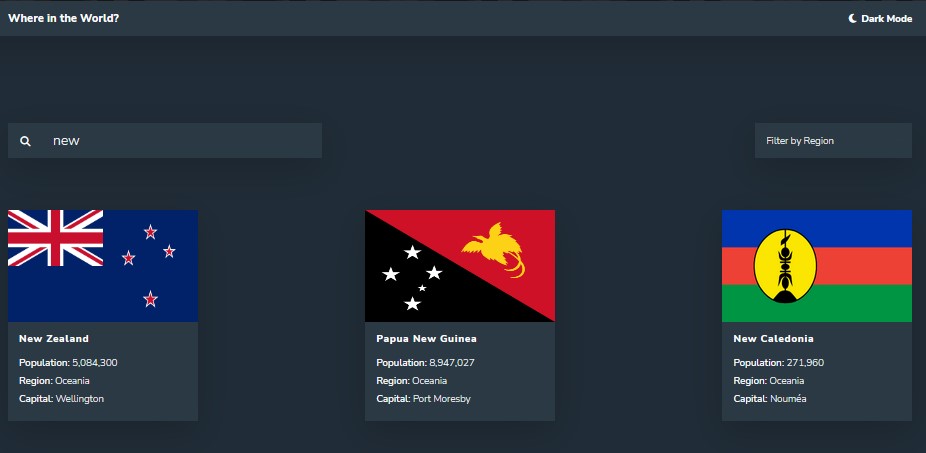 Where in the World?
Dark Mode
new
Filter by Region
New Zealand
Population: 5,084,300
Region: Oceania
Capital: Wellington
Papua New Guinea
Population: 8,947,027
Region: Oceania
Capital: Port Moresby
New Caledonia
Population: 271,960
Region: Oceania
Capital: Nouméa